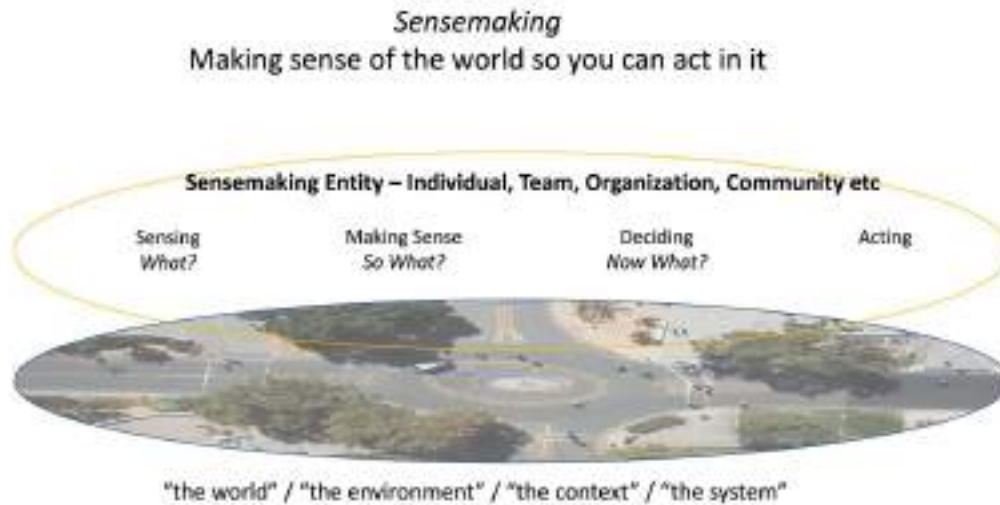 Sensemaking
Making sense of the world so you can act in it
Sensemaking Entity – Individual, Team, Organization, Community etc
Sensing
What?
Making Sense
So What?
Deciding
Now What?
Acting
"the world" / "the environment" / "the context" / "the system"